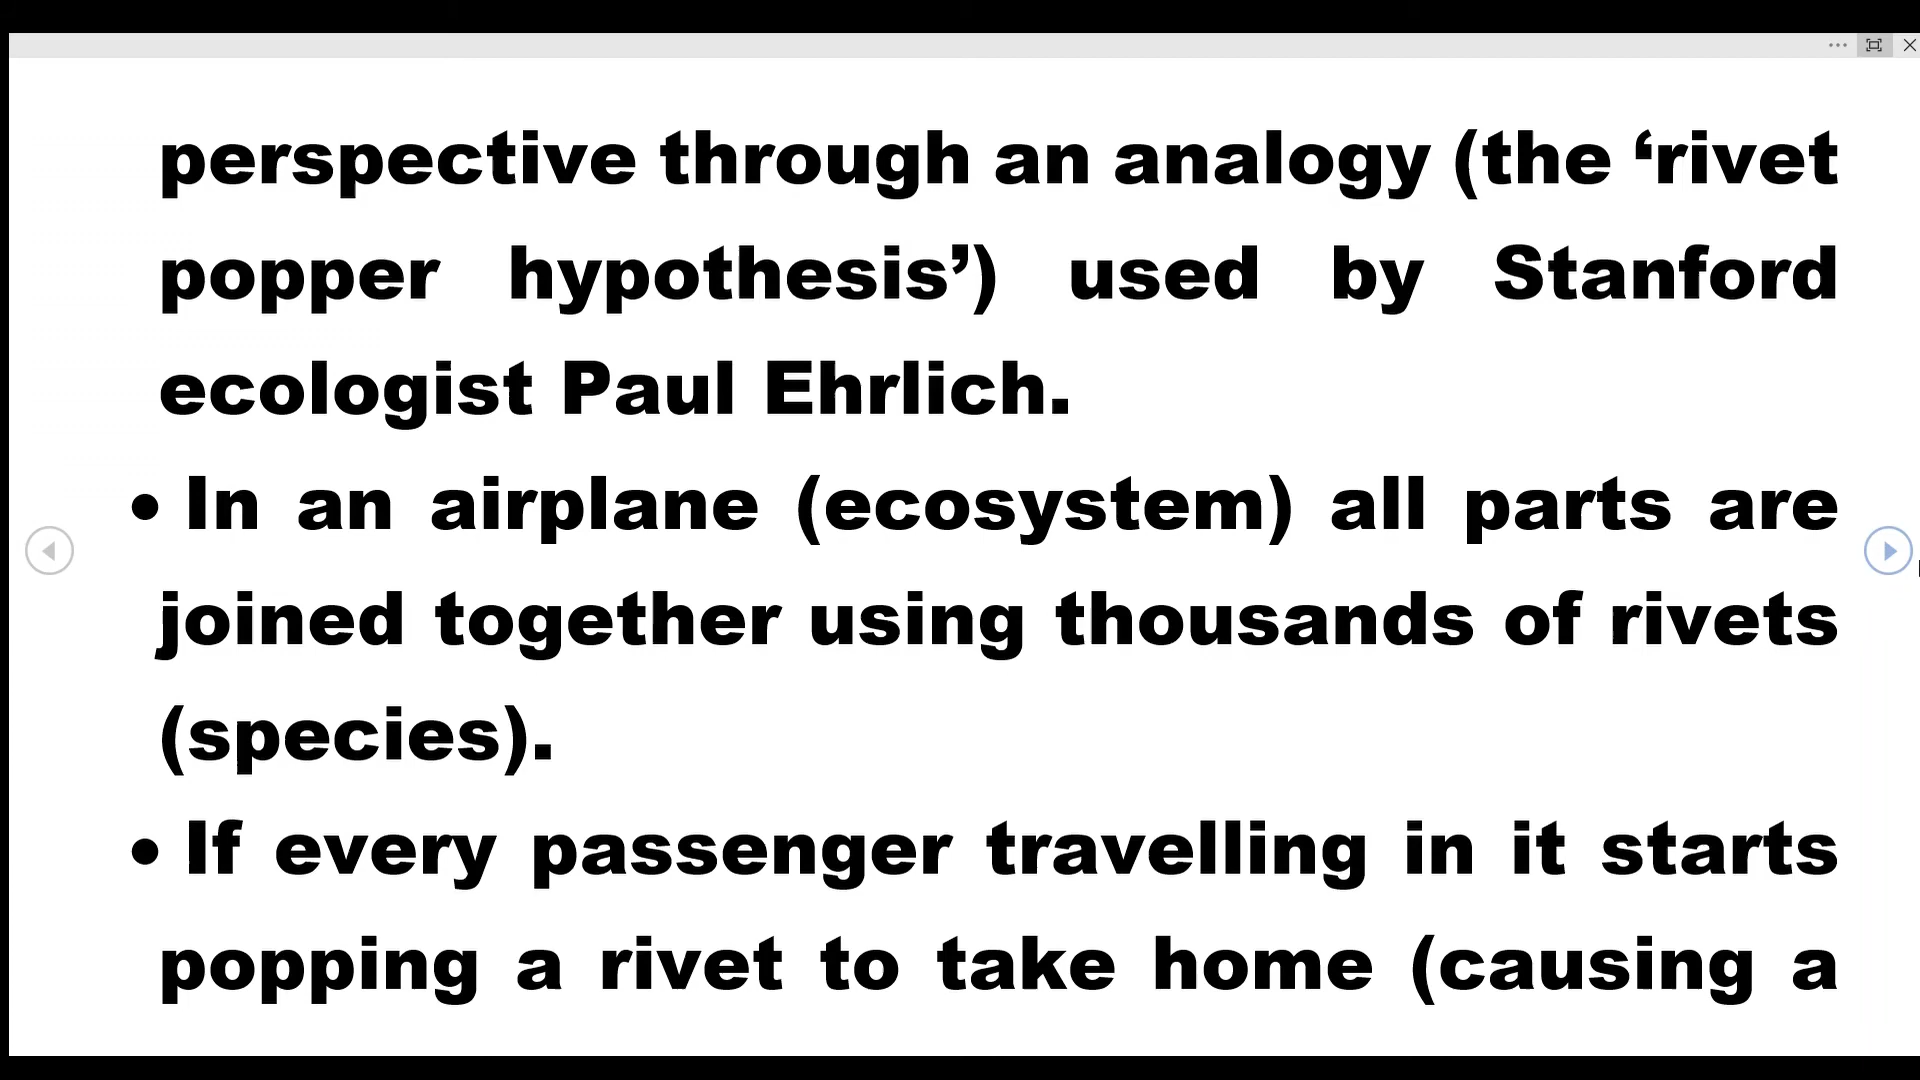 perspective through an analogy (the ‘rivet
popper hypothesis’) used by Stanford
ecologist Paul Ehrlich.
• In an airplane (ecosystem) all parts are
joined together using thousands of rivets
(species).
• If every passenger travelling in it starts
popping a rivet to take home (causing a